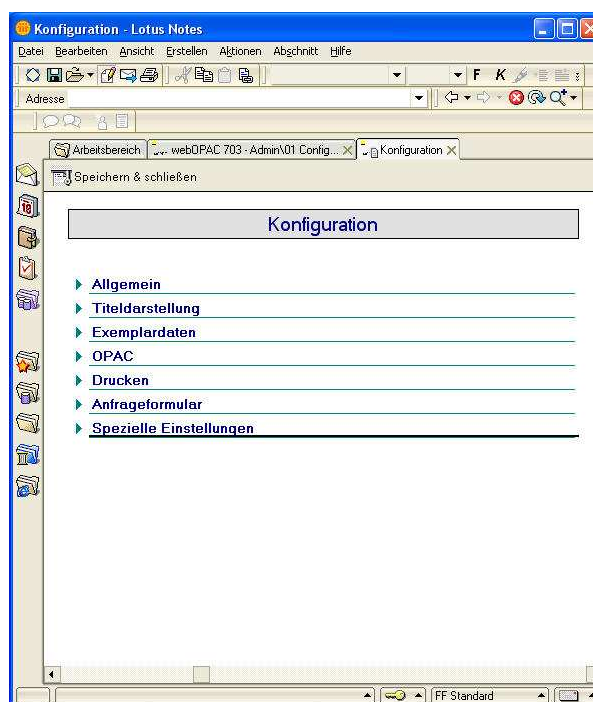 Konfiguration - Lotus Notes
Datei Bearbeiten Ansicht Erstellen Aktionen Abschnitt Hilfe
F K
Adresse
Arbeitsbereich webOPAC 703 - Admin\01 Config... Konfiguration
Speichern & schließen
Konfiguration
Allgemein
Titeldarstellung
Exemplardaten
OPAC
Drucken
Anfrageformular
Spezielle Einstellungen
FF Standard